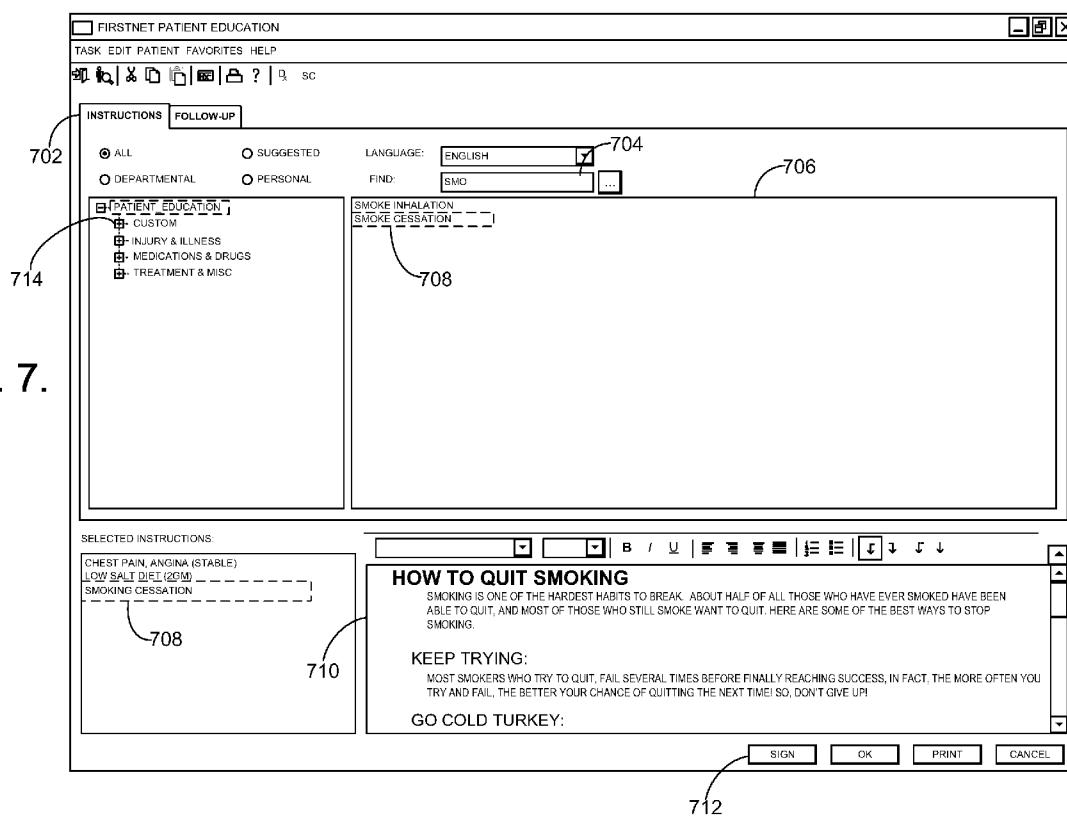 FIRSTNET PATIENT EDUCATION
TASK EDIT PATIENT FAVORITES HELP
? SC
INSTRUCTIONS FOLLOW-UP
702
ALL SUGGESTED LANGUAGE: ENGLISH 704
DEPARTMENTAL PERSONAL FIND: SMO ... 706
PATIENT EDUCATION
CUSTOM
INJURY & ILLNESS
MEDICATIONS & DRUGS
TREATMENT & MISC
714
SMOKE INHALATION
SMOKE CESSATION
708
. 7.
SELECTED INSTRUCTIONS:
CHEST PAIN, ANGINA (STABLE)
LOW SALT DIET (2GM)
SMOKING CESSATION
708
B I U
HOW TO QUIT SMOKING
SMOKING IS ONE OF THE HARDEST HABITS TO BREAK. ABOUT HALF OF ALL THOSE WHO HAVE EVER SMOKED HAVE BEEN
ABLE TO QUIT, AND MOST OF THOSE WHO STILL SMOKE WANT TO QUIT. HERE ARE SOME OF THE BEST WAYS TO STOP
SMOKING.
710
KEEP TRYING:
MOST SMOKERS WHO TRY TO QUIT, FAIL SEVERAL TIMES BEFORE FINALLY REACHING SUCCESS, IN FACT, THE MORE OFTEN YOU
TRY AND FAIL, THE BETTER YOUR CHANCE OF QUITTING THE NEXT TIME! SO, DON'T GIVE UP!
GO COLD TURKEY:
SIGN OK PRINT CANCEL
712